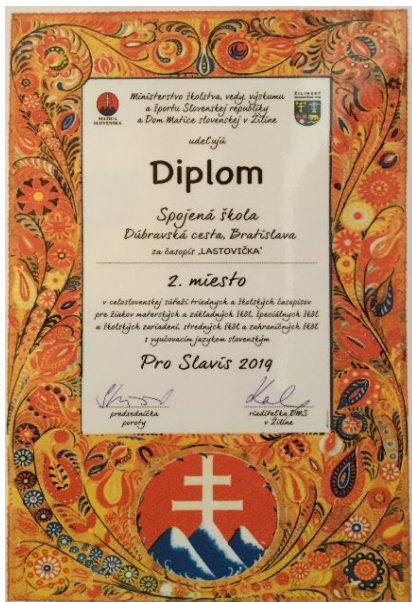 MATICA
SLOVENSKÁ
Ministerstvo školstva, vedy, výskumu
a športu Slovenskej republiky
a Dom Matice slovenskej v Žiline
udeľujú
Diplom
Spojená škola
Dúbravská cesta, Bratislava
za časopis „LASTOVIČKA“
2. miesto
v celoslovenskej súťaži triednych a školských časopisov
pre žiakov materských a základných škôl, špeciálnych škôl
a školských zariadení, stredných škôl a zahraničných škôl
s vyučovacím jazykom slovenským
Pro Slavis 2019
predsedníčka
poroty
riaditeľka DMS
v Žiline